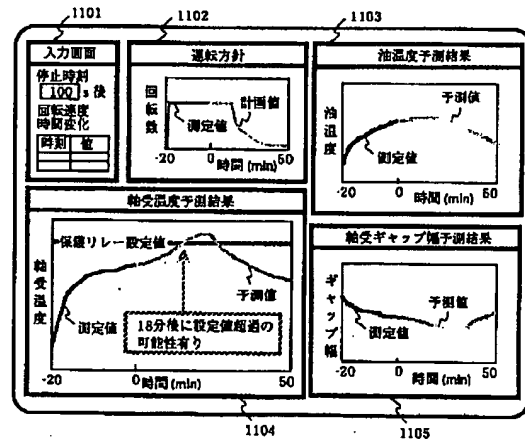 1101
1102
1103
入力画面
停止時刻
100 s 後
回転速度
時間変化
時刻 値
運転方針
回転数
計画値
測定値
時間 (min)
-20 0 50
油温度予測結果
油温度
予測値
測定値
-20 0 50
時間 (min)
軸受温度予測結果
保護リレー設定値
軸受温度
測定値
予測値
18分後に設定値超過の
可能性有り
-20 0 50
時間 (min)
軸受ギャップ幅予測結果
ギャップ幅
予測値
測定値
-20 0 50
時間 (min)
1104
1105